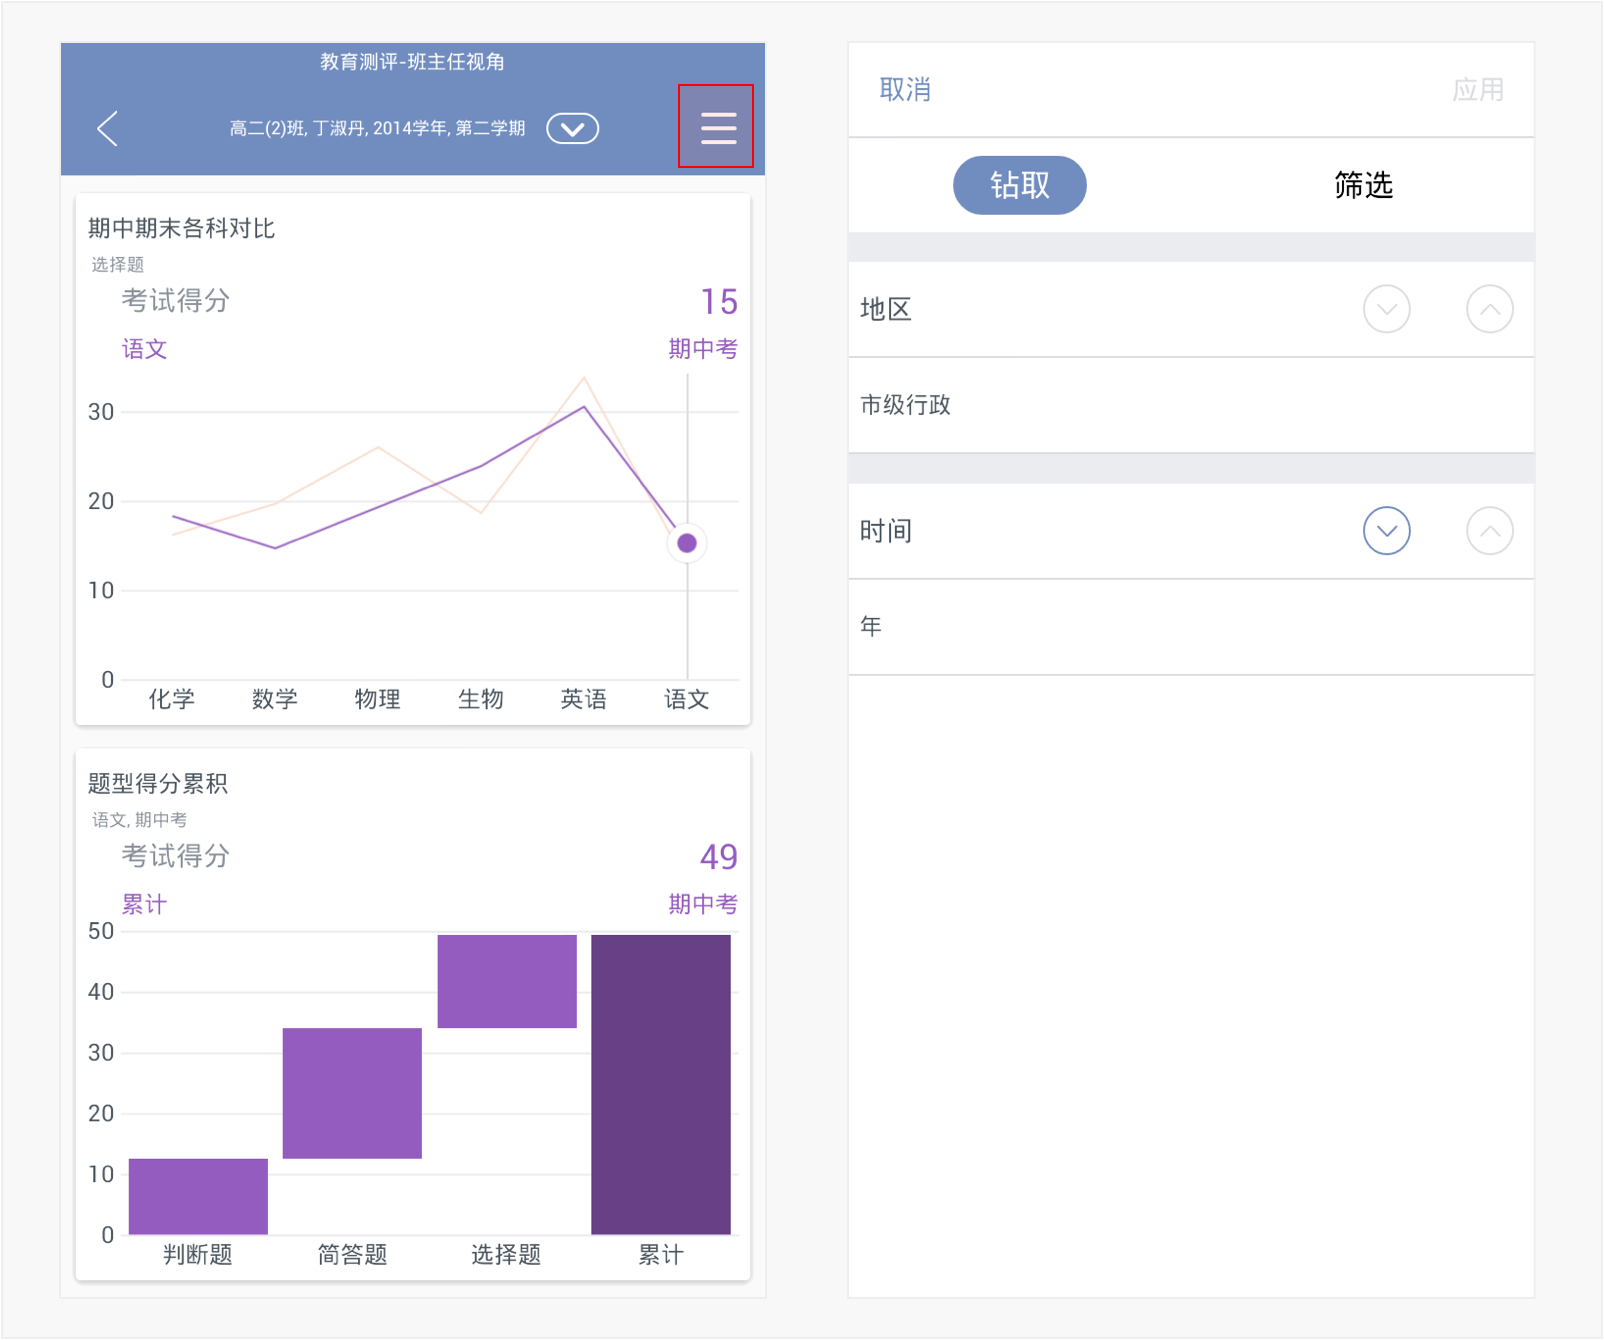 教育测评-班主任视角
高二(2)班, 丁淑丹, 2014学年, 第二学期
期中期末各科对比
选择题
考试得分 15
语文 期中考
30
20
10
0
化学 数学 物理 生物 英语 语文
题型得分累积
语文, 期中考
考试得分 49
累计 期中考
50
40
30
20
10
0
判断题 简答题 选择题 累计
取消 应用
钻取 筛选
地区
市级行政
时间
年